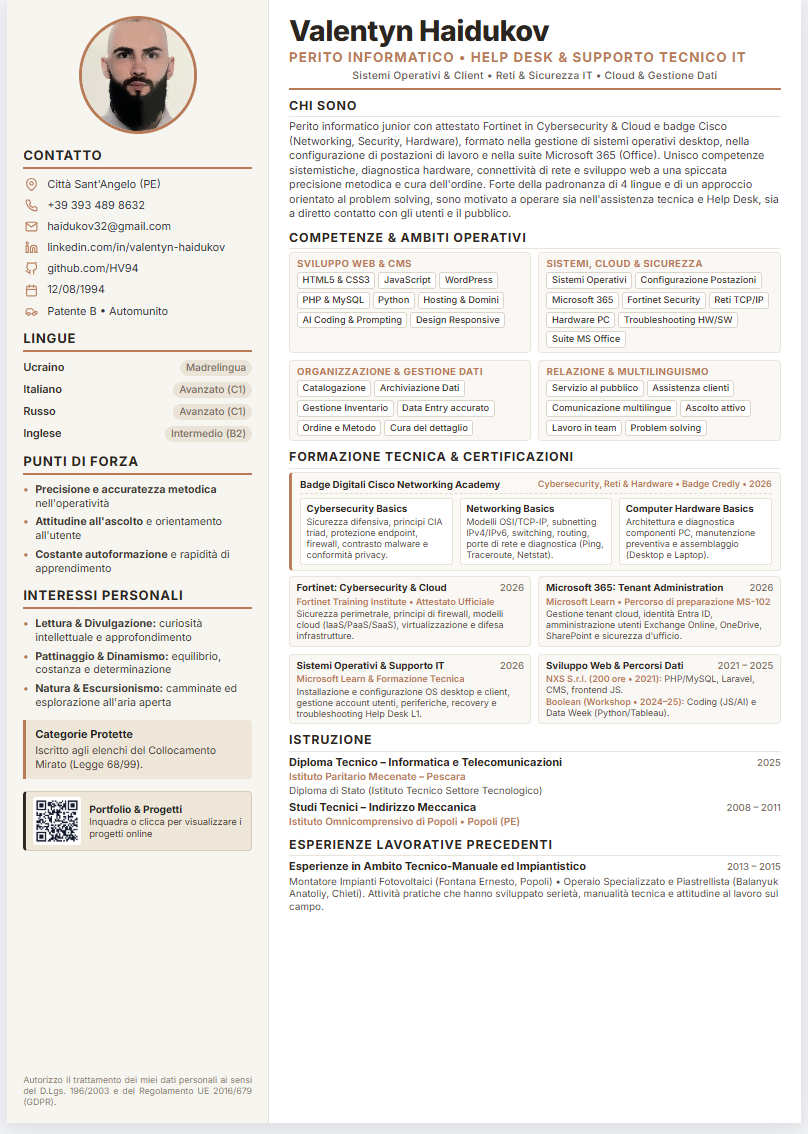 CONTATTO
Città Sant'Angelo (PE)
+39 393 489 8632
haidukov32@gmail.com
linkedin.com/in/valentyn-haidukov
github.com/HV94
12/08/1994
Patente B • Automunito
LINGUE
Ucraino Madrelingua
Italiano Avanzato (C1)
Russo Avanzato (C1)
Inglese Intermedio (B2)
PUNTI DI FORZA
• Precisione e accuratezza metodica
nell'operatività
• Attitudine all'ascolto e orientamento
all'utente
• Costante autoformazione e rapidità di
apprendimento
INTERESSI PERSONALI
• Lettura & Divulgazione: curiosità
intellettuale e approfondimento
• Pattinaggio & Dinamismo: equilibrio,
costanza e determinazione
• Natura & Escursionismo: camminate ed
esplorazione all'aria aperta
Categorie Protette
Iscritto agli elenchi del Collocamento
Mirato (Legge 68/99).
Portfolio & Progetti
Inquadra o clicca per visualizzare i
progetti online
Autorizzo il trattamento dei miei dati personali ai sensi
del D.Lgs. 196/2003 e del Regolamento UE 2016/679
(GDPR).
Valentyn Haidukov
PERITO INFORMATICO • HELP DESK & SUPPORTO TECNICO IT
Sistemi Operativi & Client • Reti & Sicurezza IT • Cloud & Gestione Dati
CHI SONO
Perito informatico junior con attestato Fortinet in Cybersecurity & Cloud e badge Cisco
(Networking, Security, Hardware), formato nella gestione di sistemi operativi desktop, nella
configurazione di postazioni di lavoro e nella suite Microsoft 365 (Office). Unisco competenze
sistemistiche, diagnostica hardware, connettività di rete e sviluppo web a una spiccata
precisione metodica e cura dell'ordine. Forte della padronanza di 4 lingue e di un approccio
orientato al problem solving, sono motivato a operare sia nell'assistenza tecnica e Help Desk, sia
a diretto contatto con gli utenti e il pubblico.
COMPETENZE & AMBITI OPERATIVI
SVILUPPO WEB & CMS
HTML5 & CSS3 JavaScript WordPress
PHP & MySQL Python Hosting & Domini
AI Coding & Prompting Design Responsive
SISTEMI, CLOUD & SICUREZZA
Sistemi Operativi Configurazione Postazioni
Microsoft 365 Fortinet Security Reti TCP/IP
Hardware PC Troubleshooting HW/SW
Suite MS Office
ORGANIZZAZIONE & GESTIONE DATI
Catalogazione Archiviazione Dati
Gestione Inventario Data Entry accurato
Ordine e Metodo Cura del dettaglio
RELAZIONE & MULTILINGUISMO
Servizio al pubblico Assistenza clienti
Comunicazione multilingue Ascolto attivo
Lavoro in team Problem solving
FORMAZIONE TECNICA & CERTIFICAZIONI
Badge Digitali Cisco Networking Academy Cybersecurity, Reti & Hardware • Badge Credly • 2026
Cybersecurity Basics
Sicurezza difensiva, principi CIA
triad, protezione endpoint,
firewall, contrasto malware e
conformità privacy.
Networking Basics
Modelli OSI/TCP-IP, subnetting
IPv4/IPv6, switching, routing,
porte di rete e diagnostica (Ping,
Traceroute, Netstat).
Computer Hardware Basics
Architettura e diagnostica
componenti PC, manutenzione
preventiva e assemblaggio
(Desktop e Laptop).
Fortinet: Cybersecurity & Cloud 2026
Fortinet Training Institute • Attestato Ufficiale
Sicurezza perimetrale, principi di firewall, modelli
cloud (IaaS/PaaS/SaaS), virtualizzazione e difesa
infrastrutture.
Microsoft 365: Tenant Administration 2026
Microsoft Learn • Percorso di preparazione MS-102
Gestione tenant cloud, identità Entra ID,
amministrazione utenti Exchange Online, OneDrive,
SharePoint e sicurezza d'ufficio.
Sistemi Operativi & Supporto IT 2026
Microsoft Learn & Formazione Tecnica
Installazione e configurazione OS desktop e client,
gestione account utenti, periferiche, recovery e
troubleshooting Help Desk L1.
Sviluppo Web & Percorsi Dati 2021 – 2025
NXS S.r.l. (200 ore • 2021): PHP/MySQL, Laravel,
CMS, frontend JS.
Boolean (Workshop • 2024–25): Coding (JS/AI) e
Data Week (Python/Tableau).
ISTRUZIONE
Diploma Tecnico – Informatica e Telecomunicazioni 2025
Istituto Paritario Mecenate – Pescara
Diploma di Stato (Istituto Tecnico Settore Tecnologico)
Studi Tecnici – Indirizzo Meccanica 2008 – 2011
Istituto Omnicomprensivo di Popoli • Popoli (PE)
ESPERIENZE LAVORATIVE PRECEDENTI
Esperienze in Ambito Tecnico-Manuale ed Impiantistico 2013 – 2015
Montatore Impianti Fotovoltaici (Fontana Ernesto, Popoli) • Operaio Specializzato e Piastrellista (Balanyuk
Anatoliy, Chieti). Attività pratiche che hanno sviluppato serietà, manualità tecnica e attitudine al lavoro sul
campo.